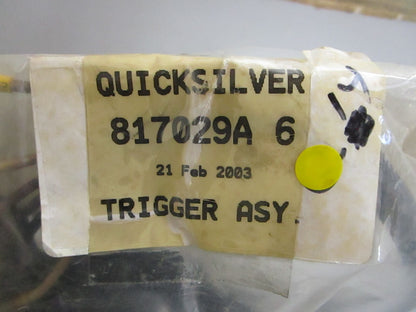 QUICKSILVER
817029A 6
21 Feb 2003
TRIGGER ASY.